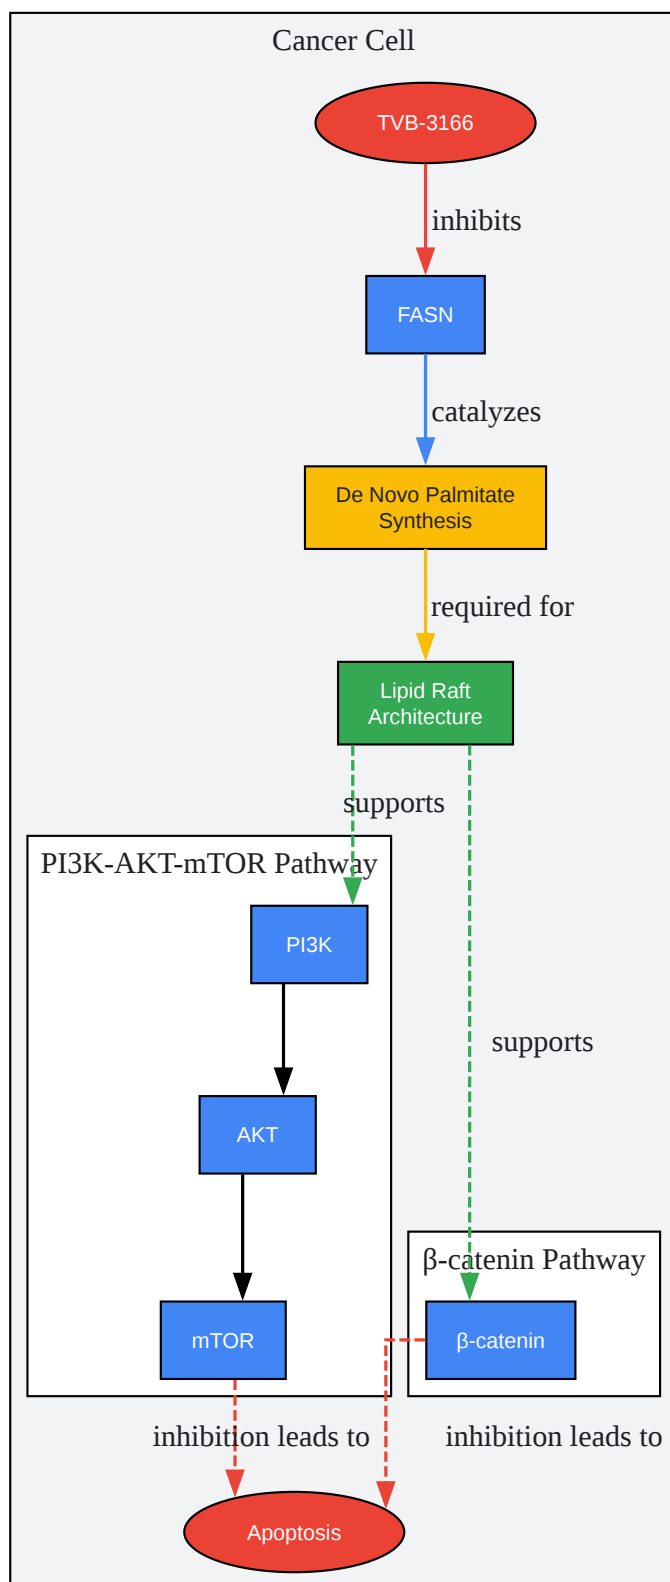 Cancer Cell
TVB-3166
inhibits
FASN
catalyzes
De Novo Palmitate
Synthesis
required for
Lipid Raft
Architecture
supports
PI3K-AKT-mTOR Pathway
PI3K
supports
AKT
β-catenin Pathway
mTOR
β-catenin
inhibition leads to
inhibition leads to
Apoptosis